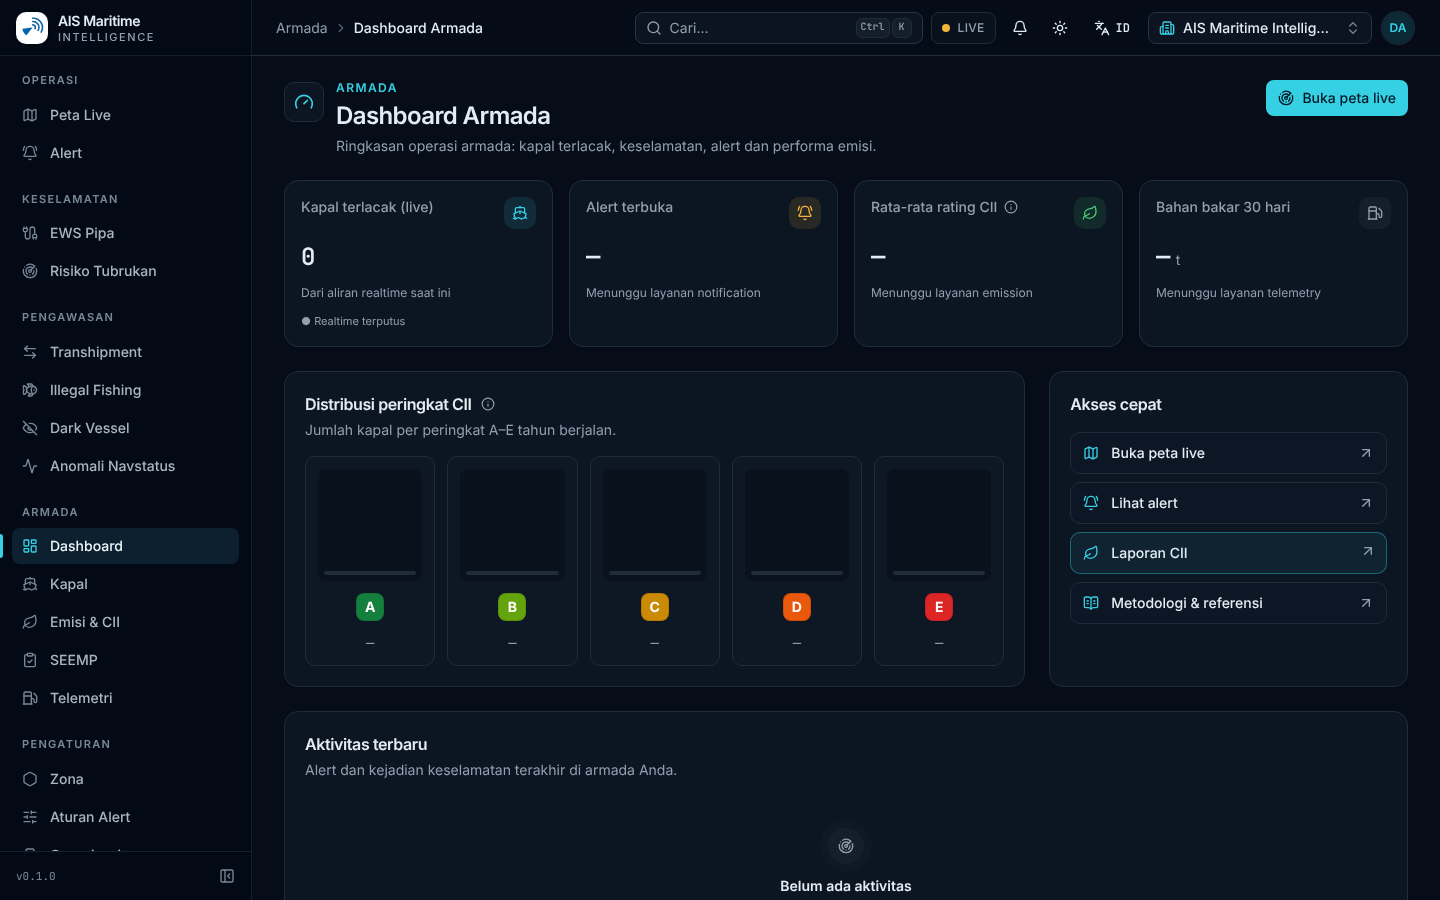 AIS Maritime
INTELLIGENCE
Armada
Dashboard Armada
Cari...
Ctrl K
LIVE
ID
AIS Maritime Intellig...
DA
OPERASI
Peta Live
Alert
KESELAMATAN
EWS Pipa
Risiko Tubrukan
PENGAWASAN
Transhipment
Illegal Fishing
Dark Vessel
Anomali Navstatus
ARMADA
Dashboard
Kapal
Emisi & CII
SEEMP
Telemetri
PENGATURAN
Zona
Aturan Alert
v0.1.0
ARMADA
Dashboard Armada
Ringkasan operasi armada: kapal terlacak, keselamatan, alert dan performa emisi.
Buka peta live
Kapal terlacak (live)
0
Dari aliran realtime saat ini
Realtime terputus
Alert terbuka
–
Menunggu layanan notification
Rata-rata rating CII
–
Menunggu layanan emission
Bahan bakar 30 hari
– t
Menunggu layanan telemetry
Distribusi peringkat CII
Jumlah kapal per peringkat A–E tahun berjalan.
A B C D E
– – – – –
Akses cepat
Buka peta live
Lihat alert
Laporan CII
Metodologi & referensi
Aktivitas terbaru
Alert dan kejadian keselamatan terakhir di armada Anda.
Belum ada aktivitas